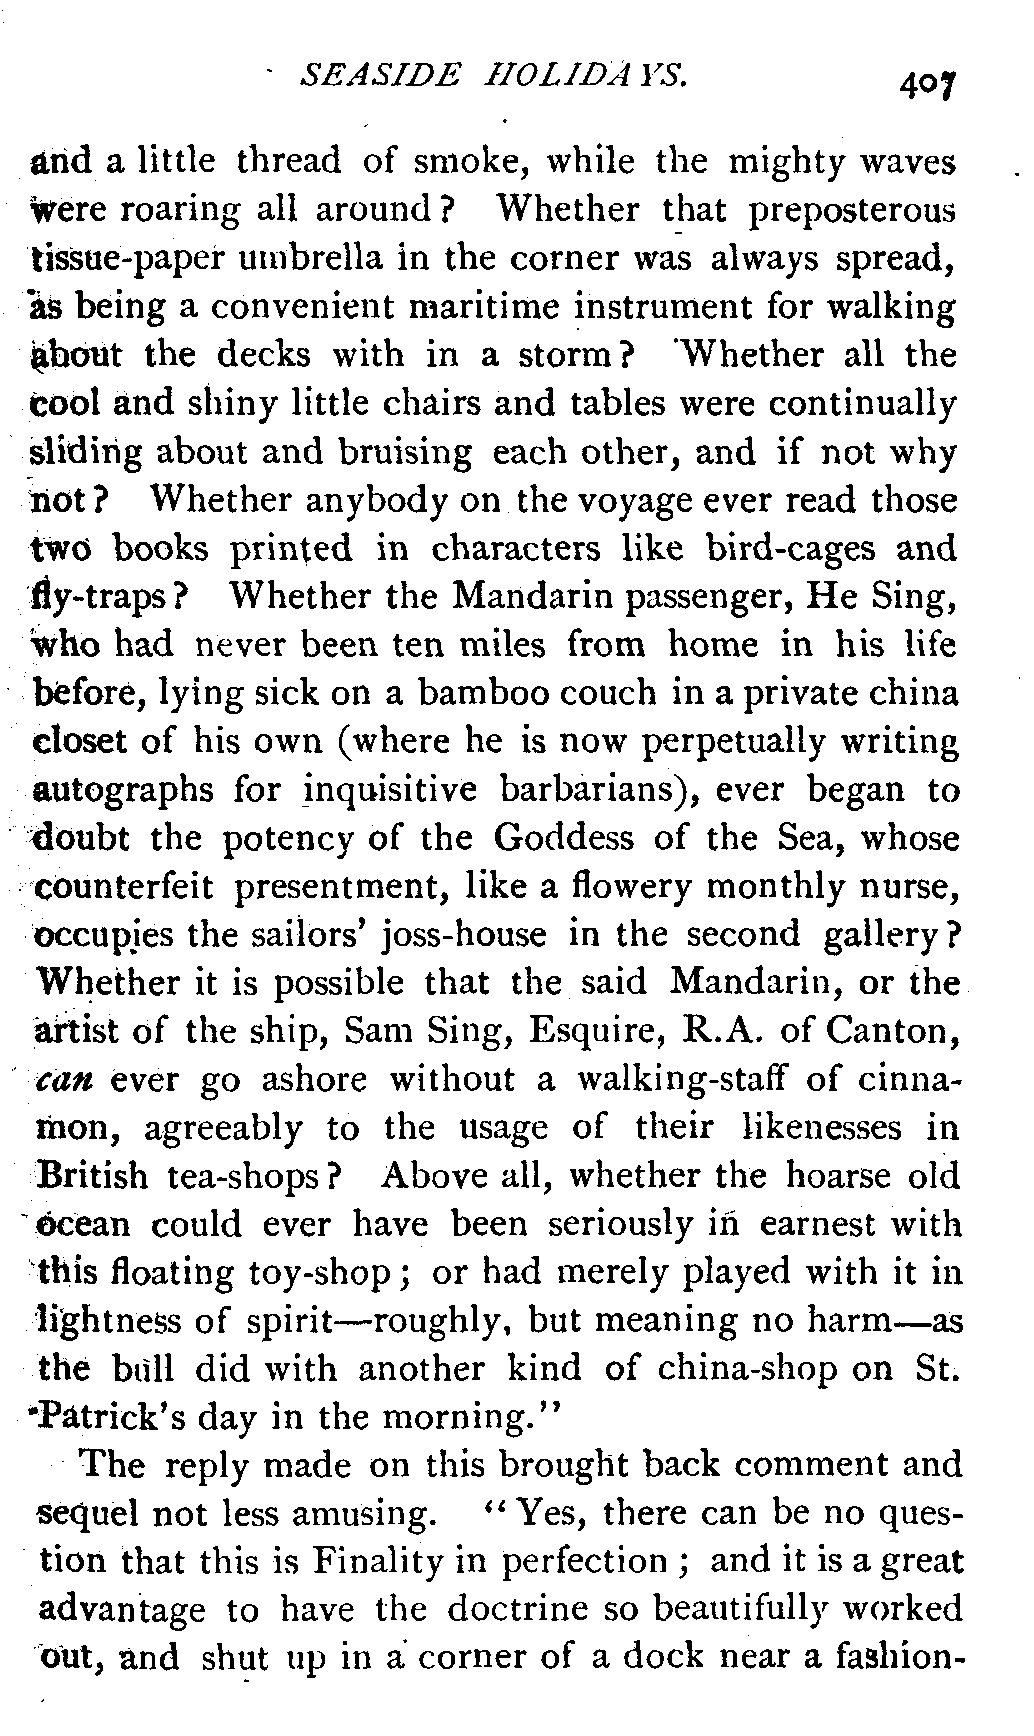 SEASIDE HOLIDAYS. 407
and a little thread of smoke, while the mighty waves
were roaring all around? Whether that preposterous
tissue-paper umbrella in the corner was always spread,
as being a convenient maritime instrument for walking
about the decks with in a storm? Whether all the
cool and shiny little chairs and tables were continually
sliding about and bruising each other, and if not why
not? Whether anybody on the voyage ever read those
two books printed in characters like bird-cages and
fly-traps? Whether the Mandarin passenger, He Sing,
who had never been ten miles from home in his life
before, lying sick on a bamboo couch in a private china
closet of his own (where he is now perpetually writing
autographs for inquisitive barbarians), ever began to
doubt the potency of the Goddess of the Sea, whose
counterfeit presentment, like a flowery monthly nurse,
occupies the sailors' joss-house in the second gallery?
Whether it is possible that the said Mandarin, or the
artist of the ship, Sam Sing, Esquire, R.A. of Canton,
can ever go ashore without a walking-staff of cinna-
mon, agreeably to the usage of their likenesses in
British tea-shops? Above all, whether the hoarse old
ocean could ever have been seriously in earnest with
this floating toy-shop; or had merely played with it in
lightness of spirit—roughly, but meaning no harm—as
the bull did with another kind of china-shop on St.
Patrick's day in the morning."
The reply made on this brought back comment and
sequel not less amusing. "Yes, there can be no ques-
tion that this is Finality in perfection; and it is a great
advantage to have the doctrine so beautifully worked
out, and shut up in a corner of a dock near a fashion-